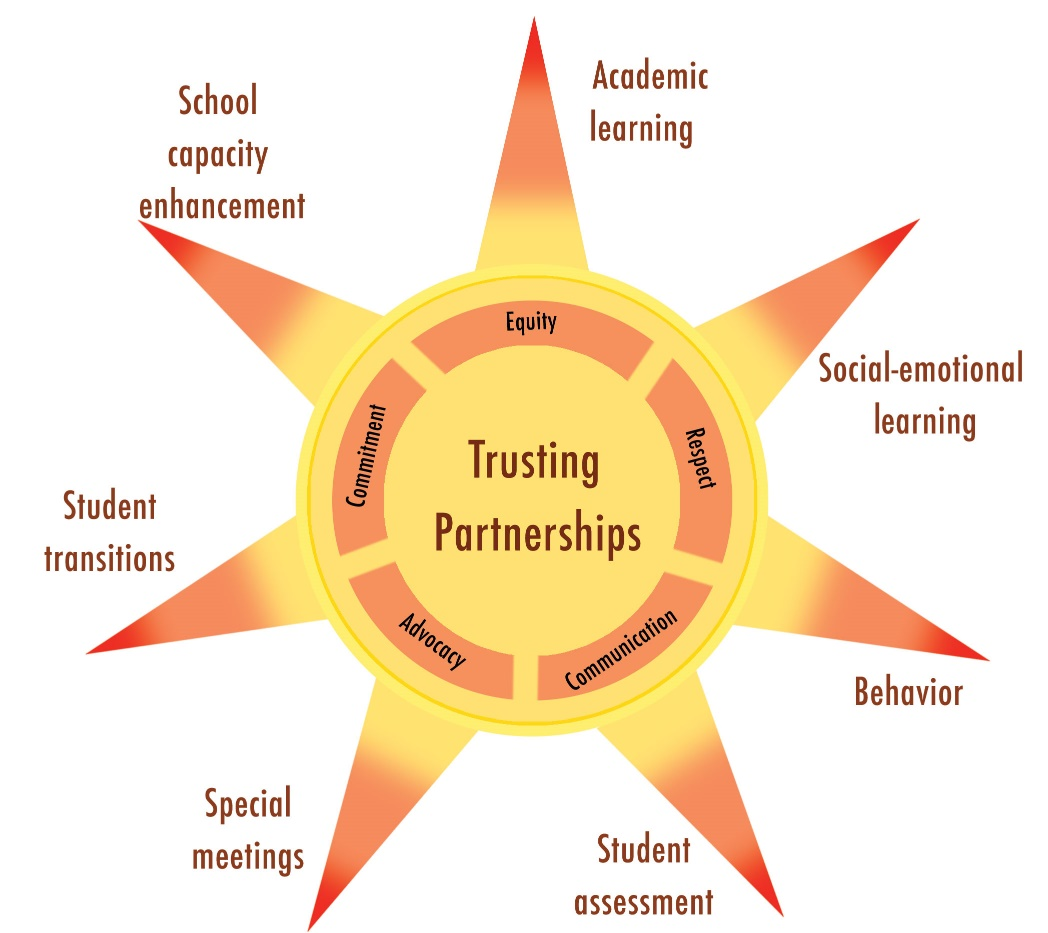 Academic
learning
School
capacity
enhancement
Equity
Social-emotional
learning
Commitment
Respect
Trusting
Partnerships
Student
transitions
Advocacy
Communication
Behavior
Special
meetings
Student
assessment